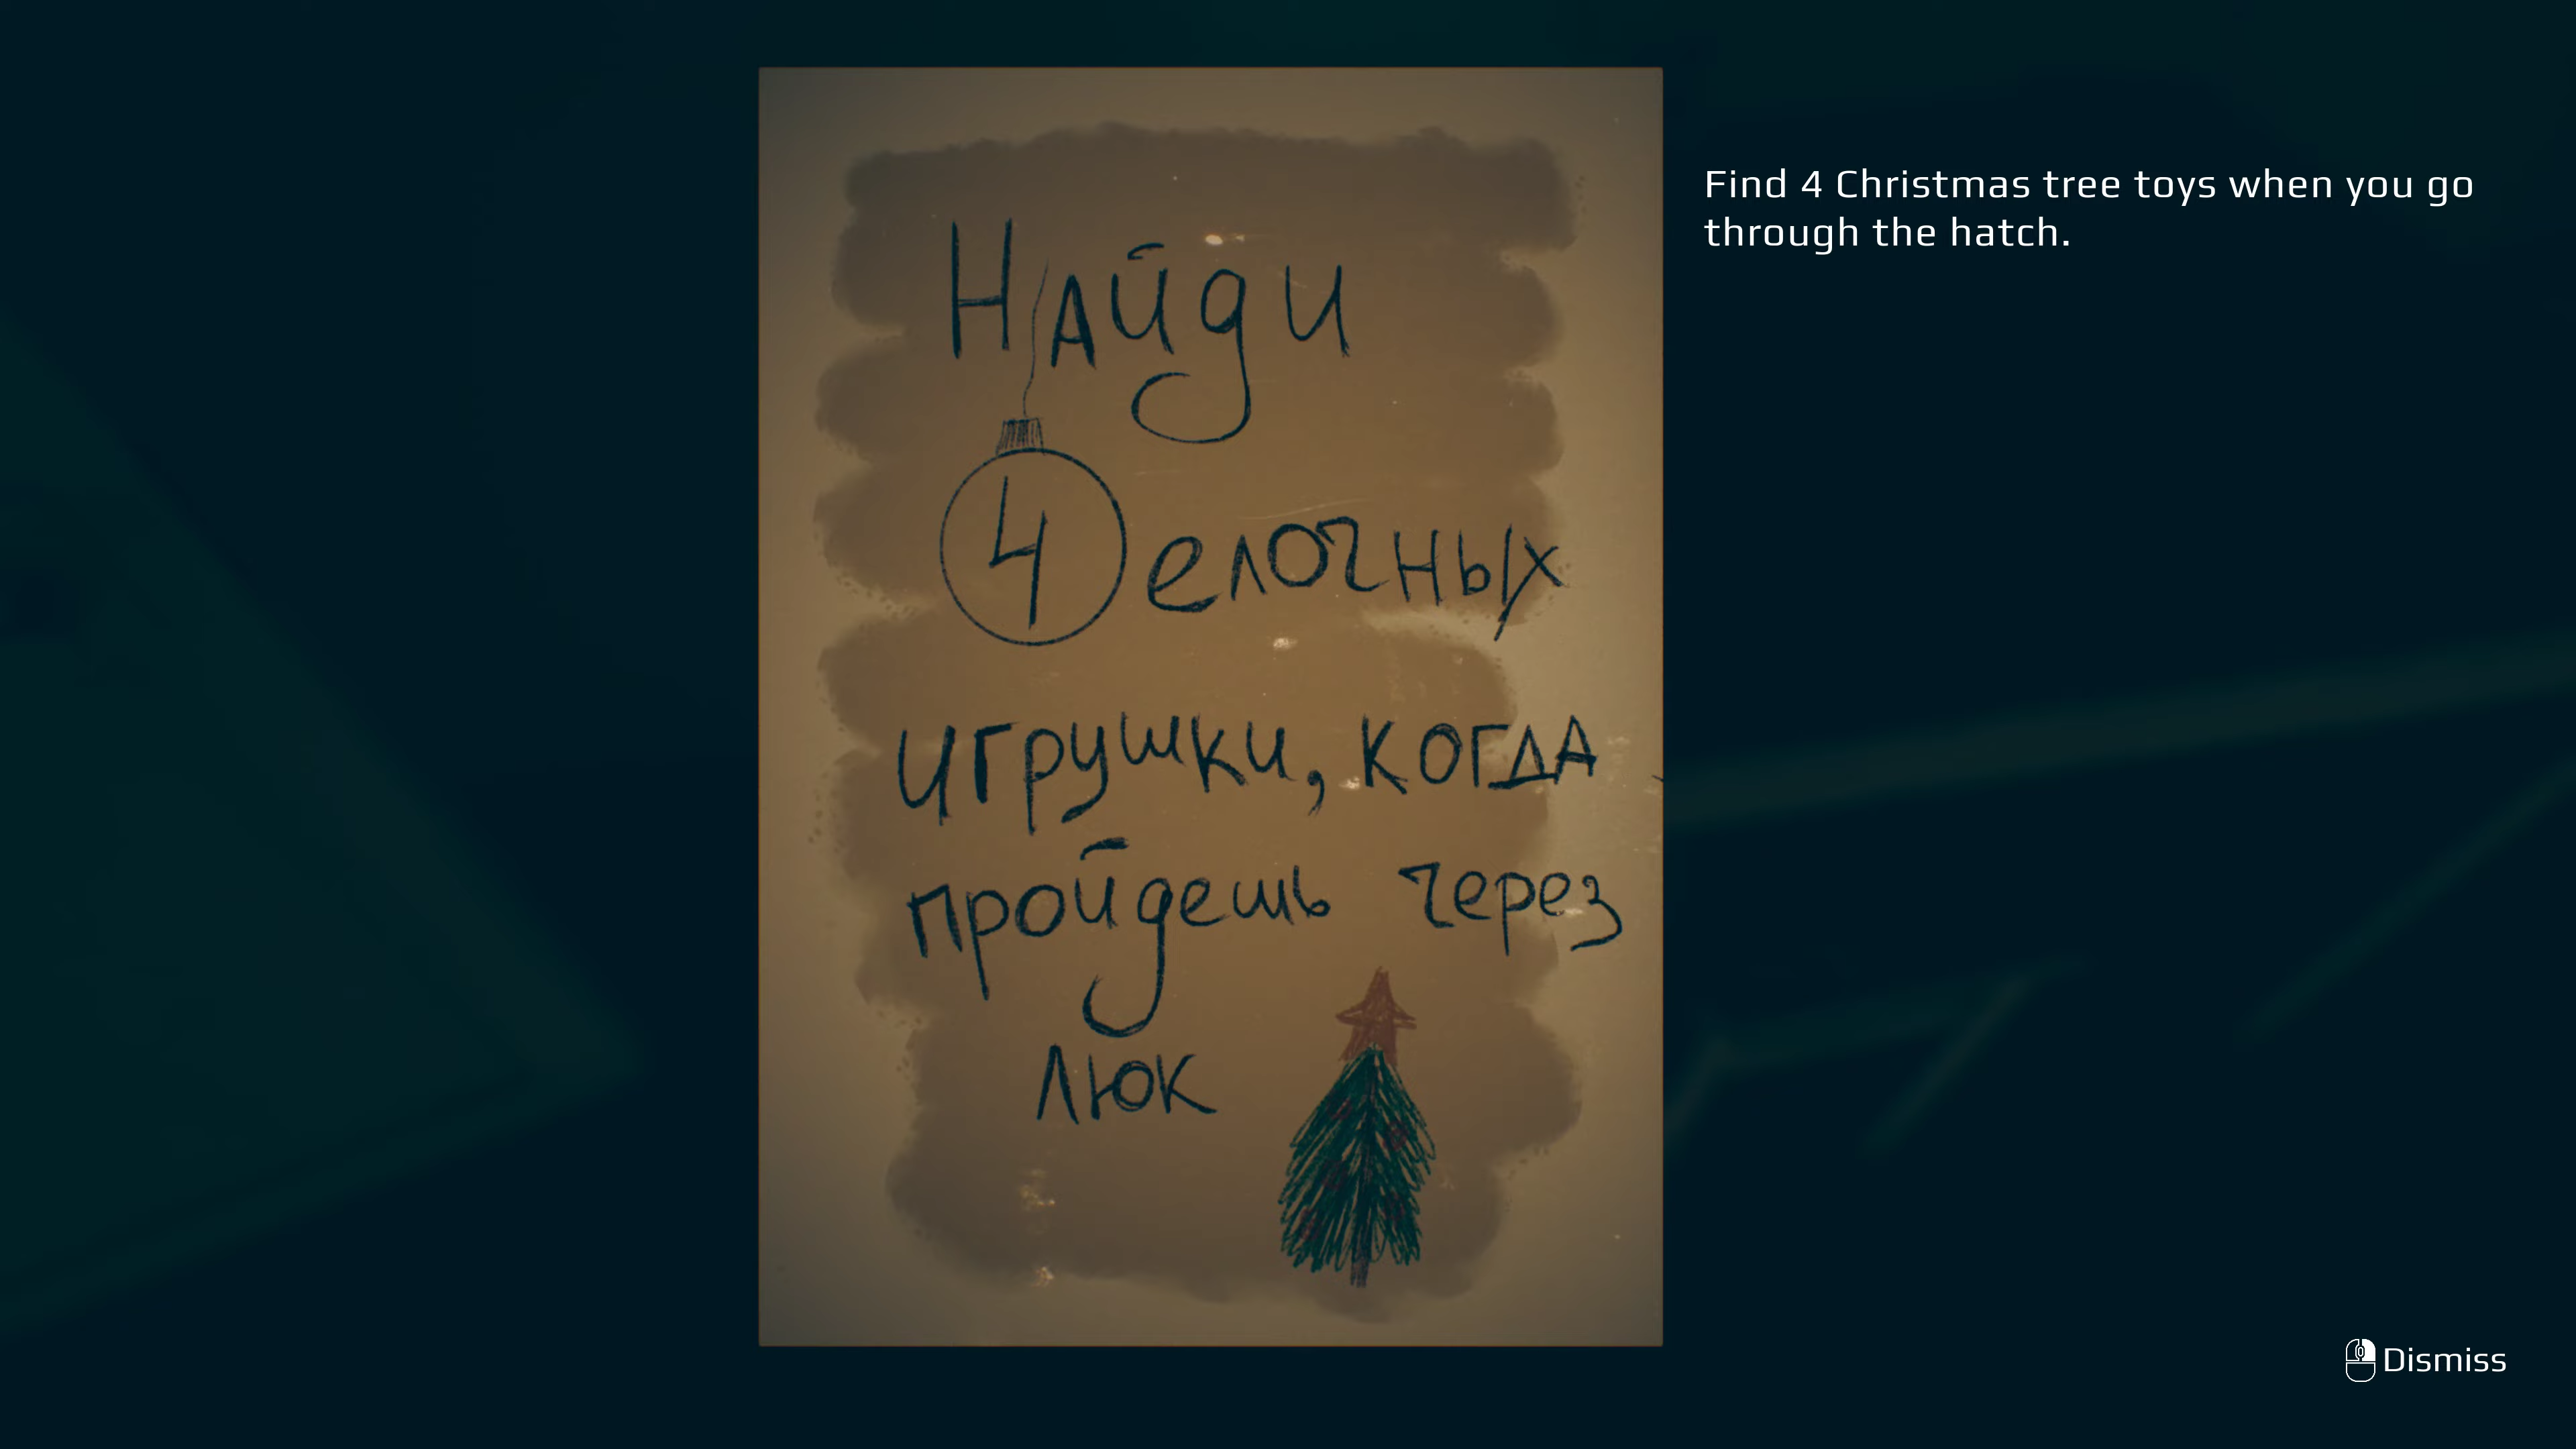 Найди
4 елочных
игрушки, когда
пройдешь через
люк
Find 4 Christmas tree toys when you go
through the hatch.
Dismiss